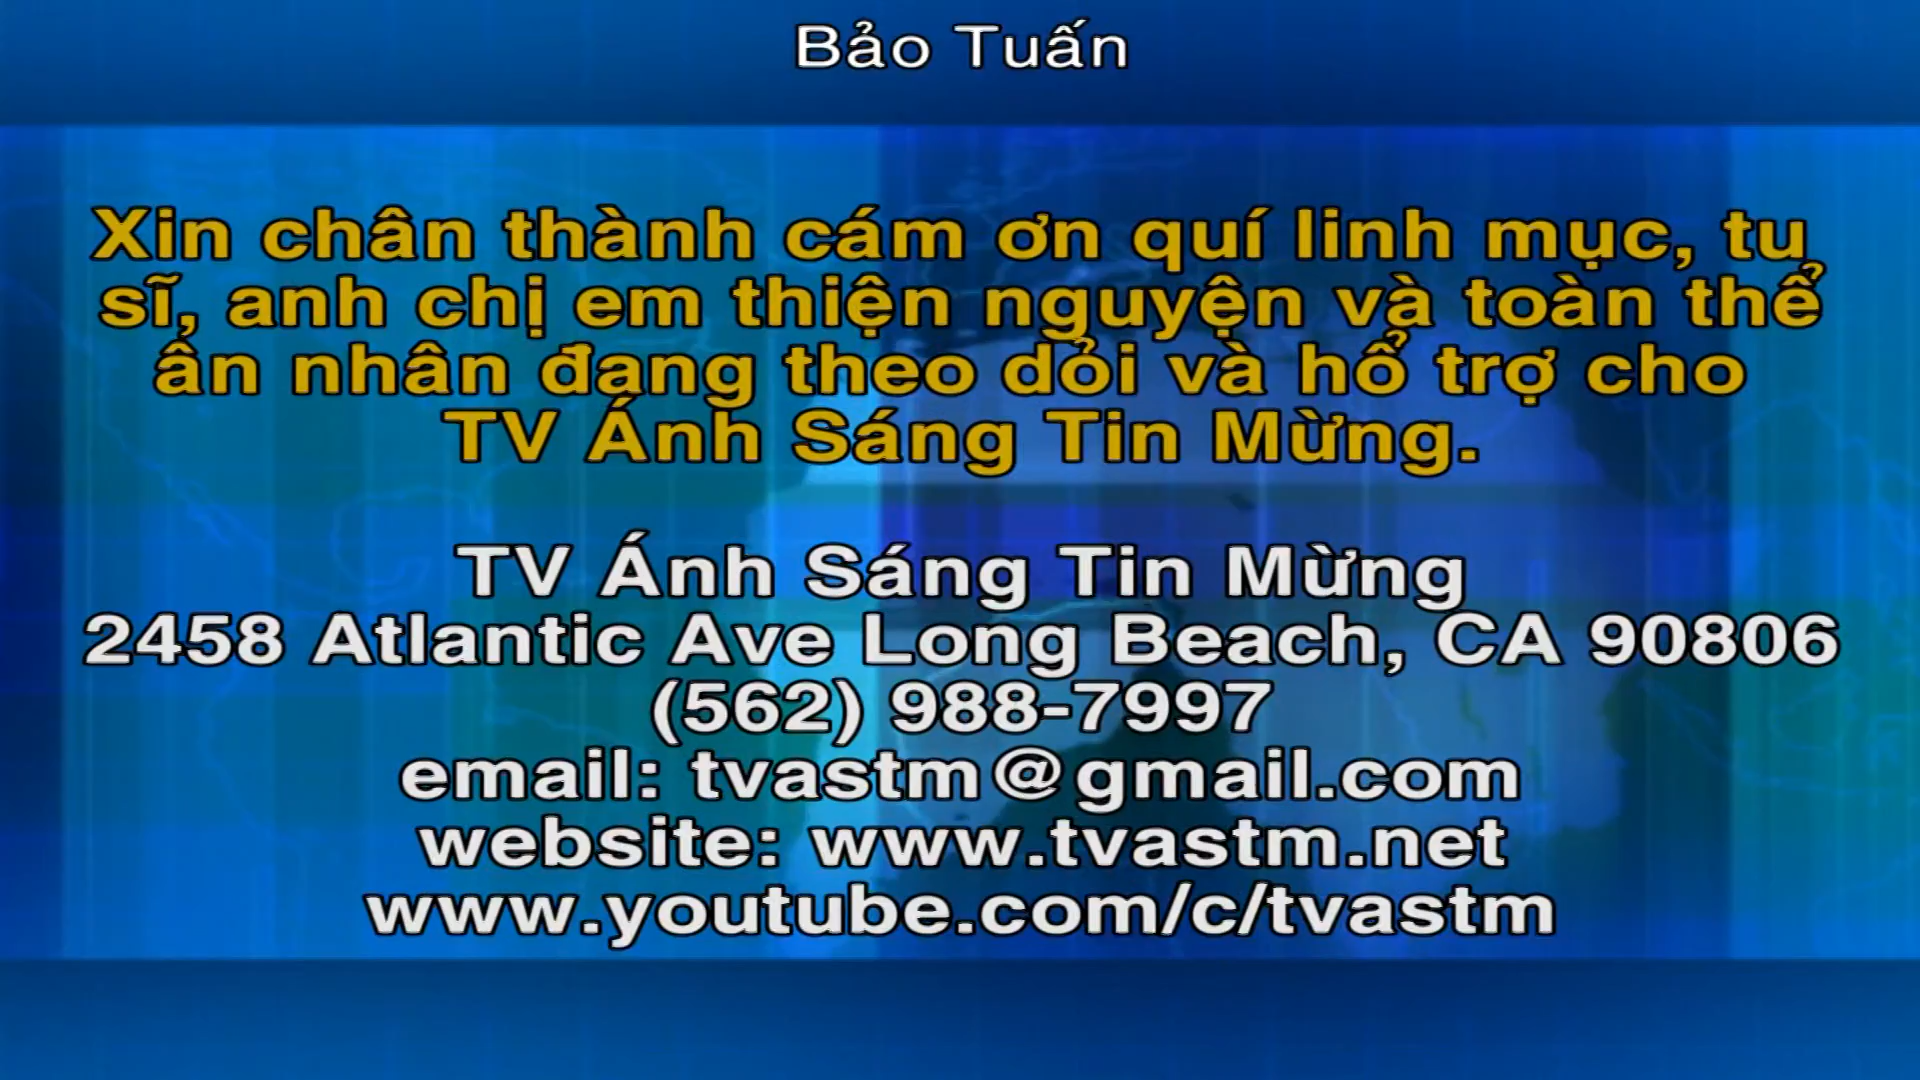 Bảo Tuấn
Xin chân thành cám ơn quí linh mục, tu
sĩ, anh chị em thiện nguyện và toàn thể
ân nhân đang theo dỏi và hổ trợ cho
TV Ánh Sáng Tin Mừng.
TV Ánh Sáng Tin Mừng
2458 Atlantic Ave Long Beach, CA 90806
(562) 988-7997
email: tvastm@gmail.com
website: www.tvastm.net
www.youtube.com/c/tvastm